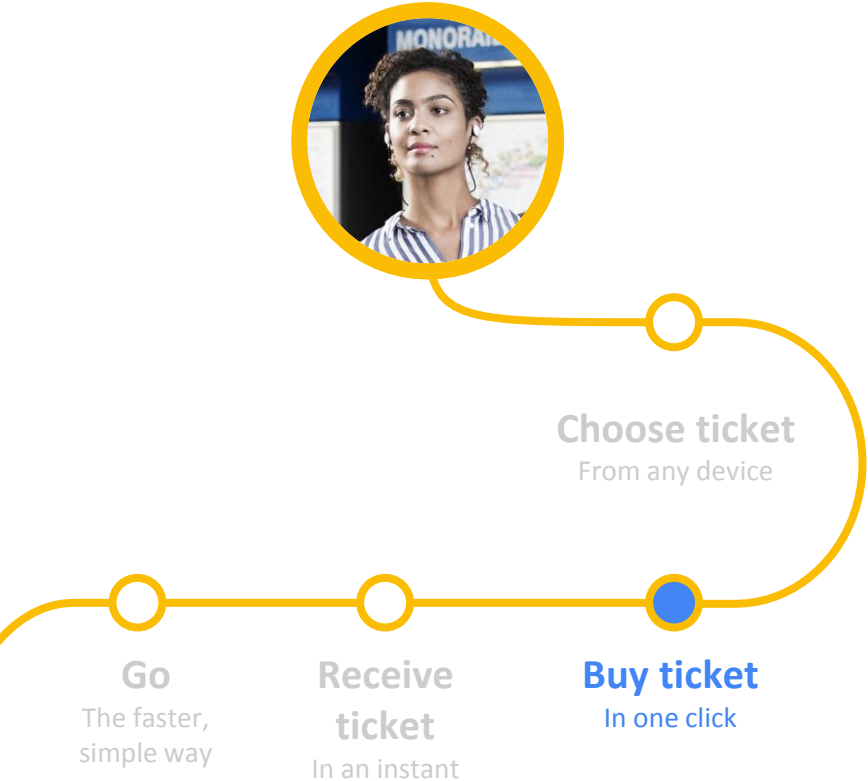 MONORAIL
Choose ticket
From any device
Buy ticket
In one click
Receive
ticket
In an instant
Go
The faster,
simple way